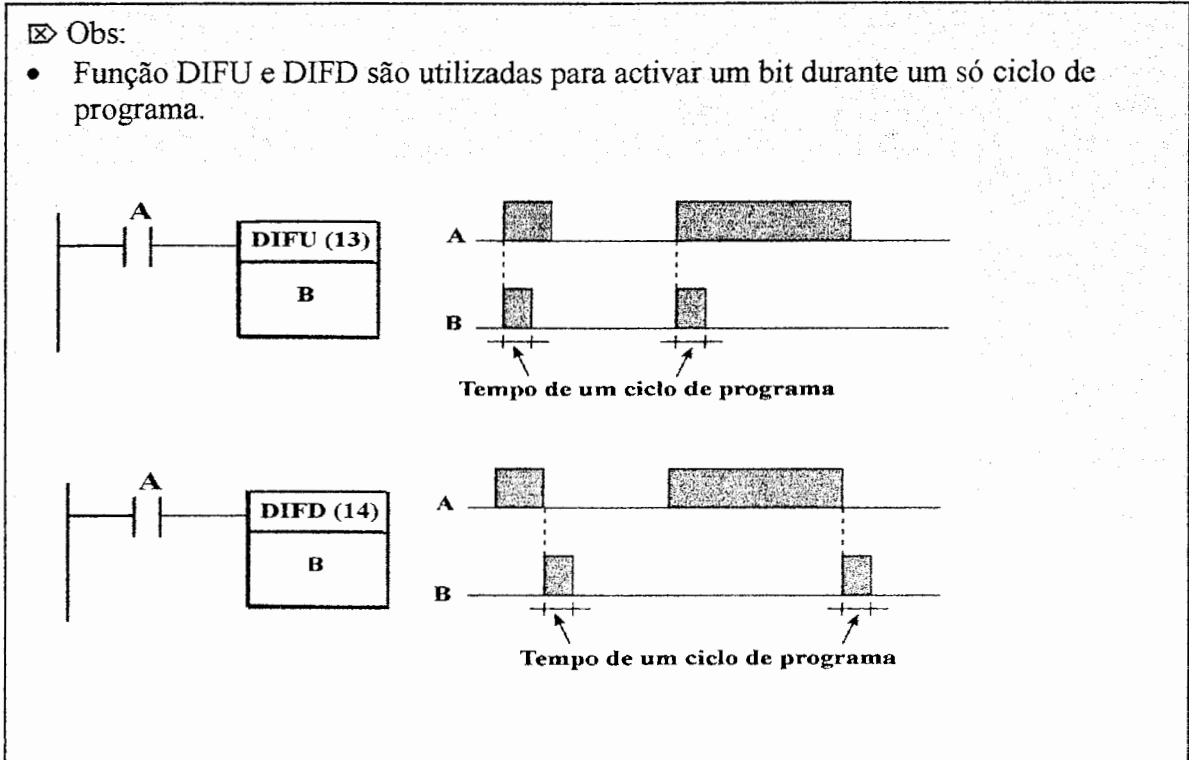 Obs:
• Função DIFU e DIFD são utilizadas para activar um bit durante um só ciclo de
programa.
A
DIFU (13)
B
A
B
Tempo de um ciclo de programa
A
DIFD (14)
B
A
B
Tempo de um ciclo de programa